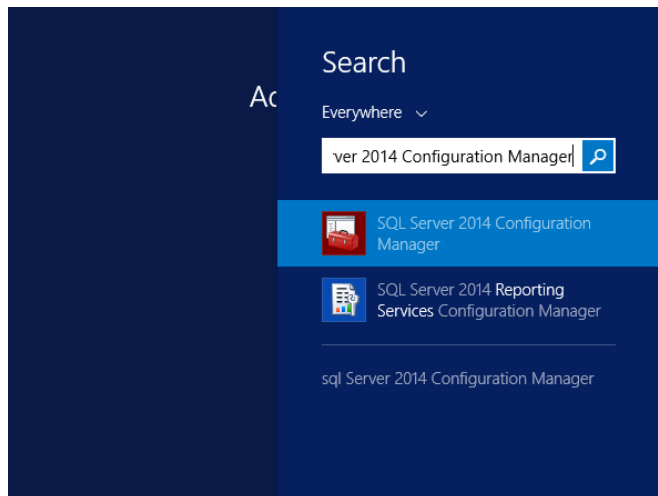 Search
Ac
Everywhere
ver 2014 Configuration Manager
SQL Server 2014 Configuration
Manager
SQL Server 2014 Reporting
Services Configuration Manager
sql Server 2014 Configuration Manager